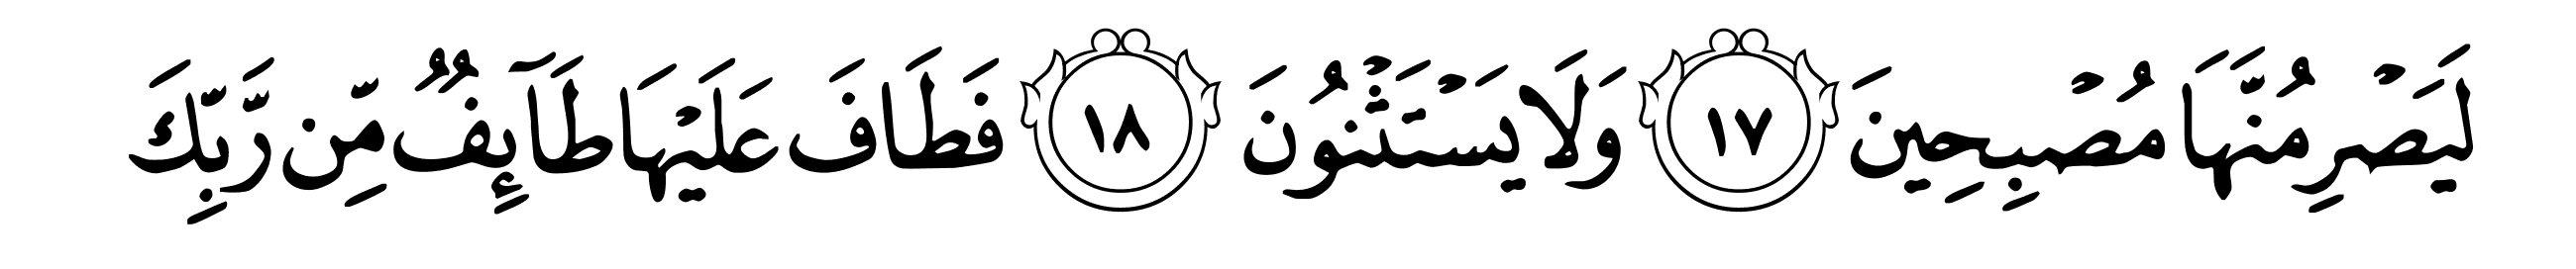 لَيَصْرِمُنَّهَا مُصْبِحِينَ ١٧ وَلَا يَسْتَثْنُونَ ١٨ فَطَافَ عَلَيْهَا طَآئِفٌ مِّن رَّبِّكَ